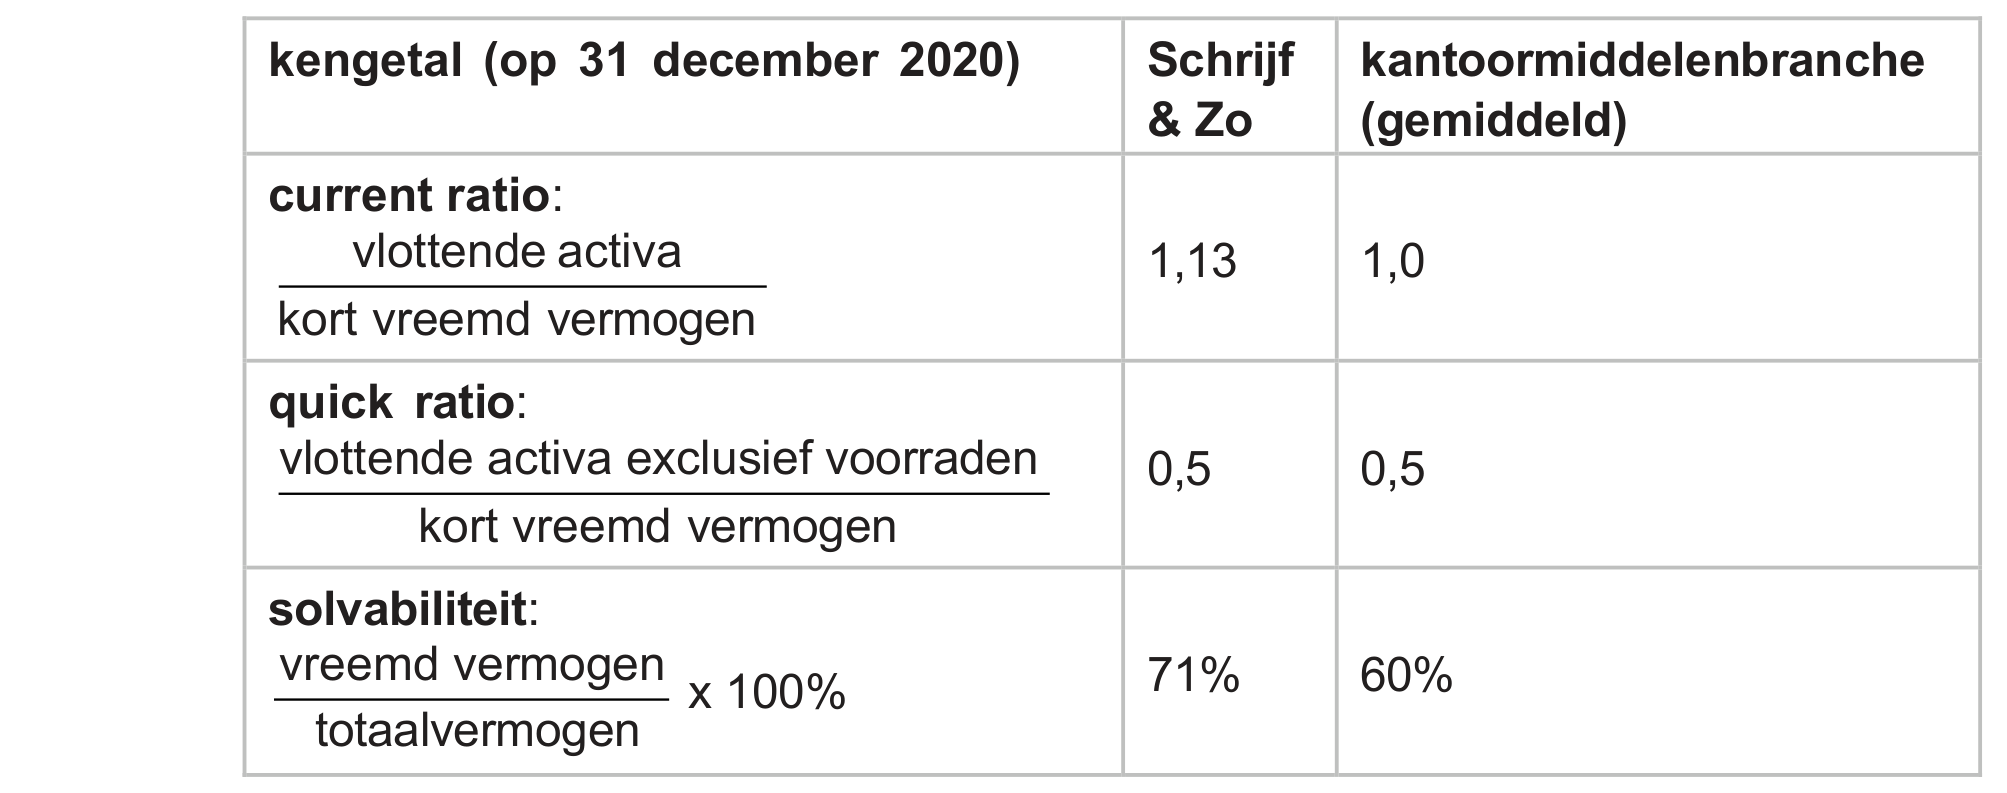 kengetal (op 31 december 2020)
Schrijf
& Zo
kantoormiddelenbranche
(gemiddeld)
current ratio:
vlottende activa
kort vreemd vermogen
1,13
1,0
quick ratio:
vlottende activa exclusief voorraden
kort vreemd vermogen
0,5
0,5
solvabiliteit:
vreemd vermogen
x 100%
totaalvermogen
71%
60%